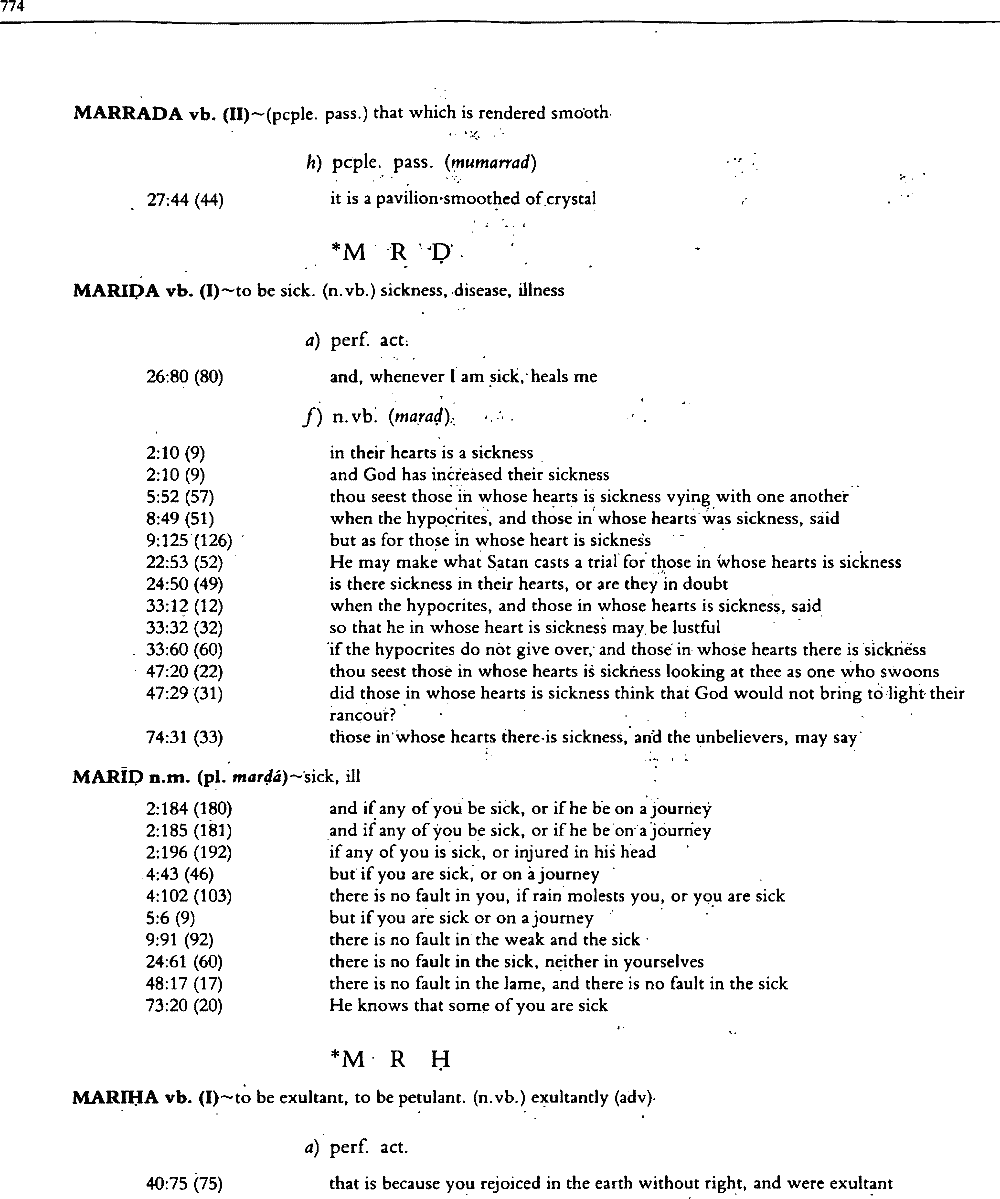 774
MARRADA vb. (II)~(pcple. pass.) that which is rendered smooth
h) pcple. pass. (mumarrad)
27:44 (44) it is a pavilion smoothed of crystal
*M R Ḍ
MARIḌA vb. (I)~to be sick. (n.vb.) sickness, disease, illness
a) perf. act.
26:80 (80) and, whenever I am sick, heals me
f) n.vb. (maraḍ)
2:10 (9) in their hearts is a sickness
2:10 (9) and God has increased their sickness
5:52 (57) thou seest those in whose hearts is sickness vying with one another
8:49 (51) when the hypocrites, and those in whose hearts was sickness, said
9:125 (126) but as for those in whose heart is sickness
22:53 (52) He may make what Satan casts a trial for those in whose hearts is sickness
24:50 (49) is there sickness in their hearts, or are they in doubt
33:12 (12) when the hypocrites, and those in whose hearts is sickness, said
33:32 (32) so that he in whose heart is sickness may be lustful
33:60 (60) if the hypocrites do not give over, and those in whose hearts there is sickness
47:20 (22) thou seest those in whose hearts is sickness looking at thee as one who swoons
47:29 (31) did those in whose hearts is sickness think that God would not bring to light their
rancour?
74:31 (33) those in whose hearts there is sickness, and the unbelievers, may say
MARĪḌ n.m. (pl. marḍá)~sick, ill
2:184 (180) and if any of you be sick, or if he be on a journey
2:185 (181) and if any of you be sick, or if he be on a journey
2:196 (192) if any of you is sick, or injured in his head
4:43 (46) but if you are sick, or on a journey
4:102 (103) there is no fault in you, if rain molests you, or you are sick
5:6 (9) but if you are sick or on a journey
9:91 (92) there is no fault in the weak and the sick
24:61 (60) there is no fault in the sick, neither in yourselves
48:17 (17) there is no fault in the lame, and there is no fault in the sick
73:20 (20) He knows that some of you are sick
*M R Ḥ
MARIḤA vb. (I)~to be exultant, to be petulant. (n.vb.) exultantly (adv)
a) perf. act.
40:75 (75) that is because you rejoiced in the earth without right, and were exultant